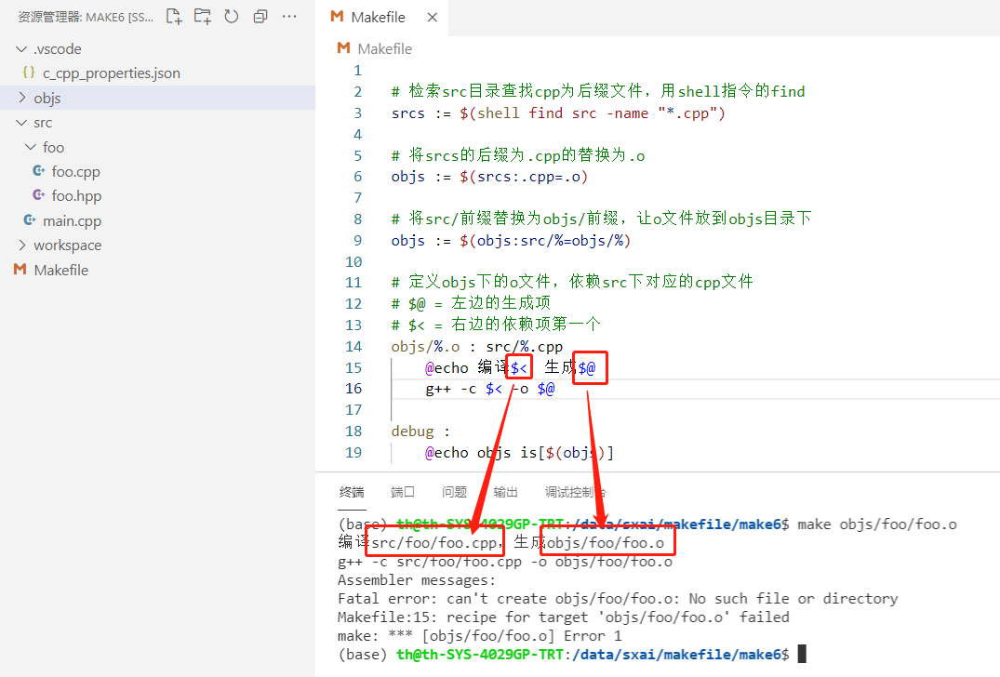 资源管理器: MAKE6 [SS...
.vscode
{} c_cpp_properties.json
objs
src
foo
foo.cpp
foo.hpp
main.cpp
workspace
M Makefile
M Makefile
M Makefile
1
2 # 检索src目录查找cpp为后缀文件，用shell指令的find
3 srcs := $(shell find src -name "*.cpp")
4
5 # 将srcs的后缀为.cpp的替换为.o
6 objs := $(srcs:.cpp=.o)
7
8 # 将src/前缀替换为objs/前缀，让o文件放到objs目录下
9 objs := $(objs:src/%=objs/%)
10
11 # 定义objs下的o文件，依赖src下对应的cpp文件
12 # $@ = 左边的生成项
13 # $< = 右边的依赖项第一个
14 objs/%.o : src/%.cpp
15 @echo 编译$< 生成$@
16 g++ -c $< -o $@
17
18 debug :
19 @echo objs is[$(objs)]
终端 端口 问题 输出 调试控制台
(base) th@th-SYS-4029GP-TRT:/data/sxai/makefile/make6$ make objs/foo/foo.o
编译src/foo/foo.cpp，生成objs/foo/foo.o
g++ -c src/foo/foo.cpp -o objs/foo/foo.o
Assembler messages:
Fatal error: can't create objs/foo/foo.o: No such file or directory
Makefile:15: recipe for target 'objs/foo/foo.o' failed
make: *** [objs/foo/foo.o] Error 1
(base) th@th-SYS-4029GP-TRT:/data/sxai/makefile/make6$